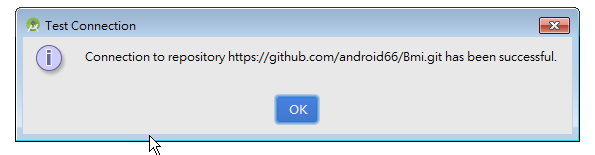 Test Connection
Connection to repository https://github.com/android66/Bmi.git has been successful.
OK